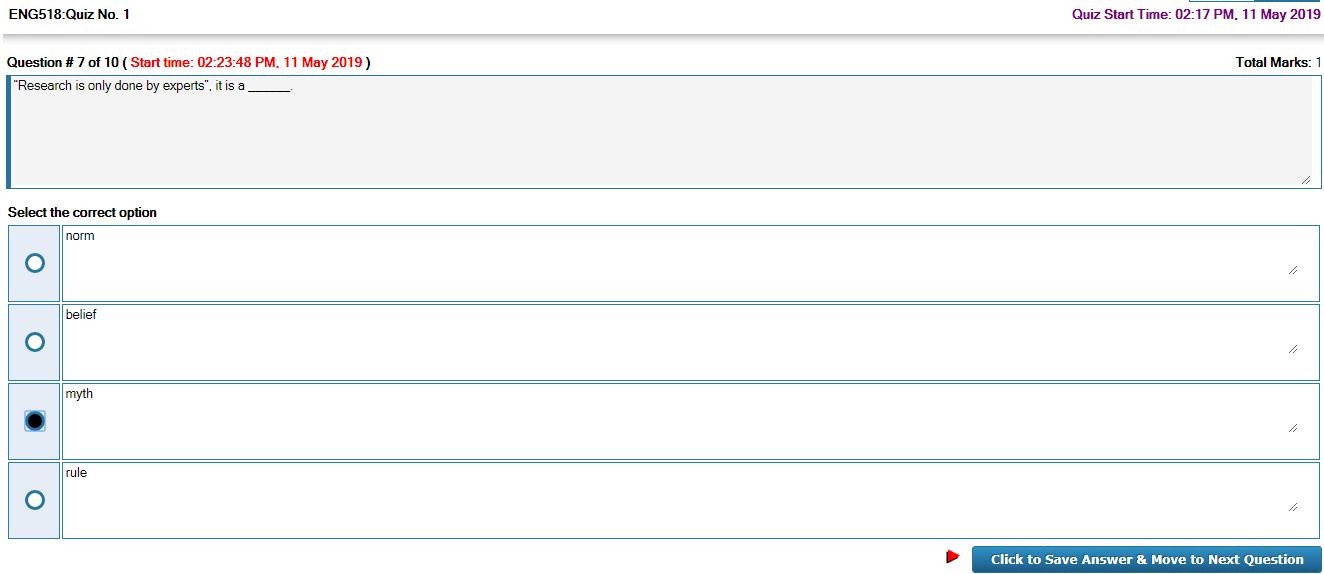 ENG518:Quiz No. 1
Quiz Start Time: 02:17 PM, 11 May 2019
Question # 7 of 10 ( Start time: 02:23:48 PM, 11 May 2019 )
Total Marks: 1
"Research is only done by experts", it is a ______.
Select the correct option
norm
belief
myth
rule
Click to Save Answer & Move to Next Question